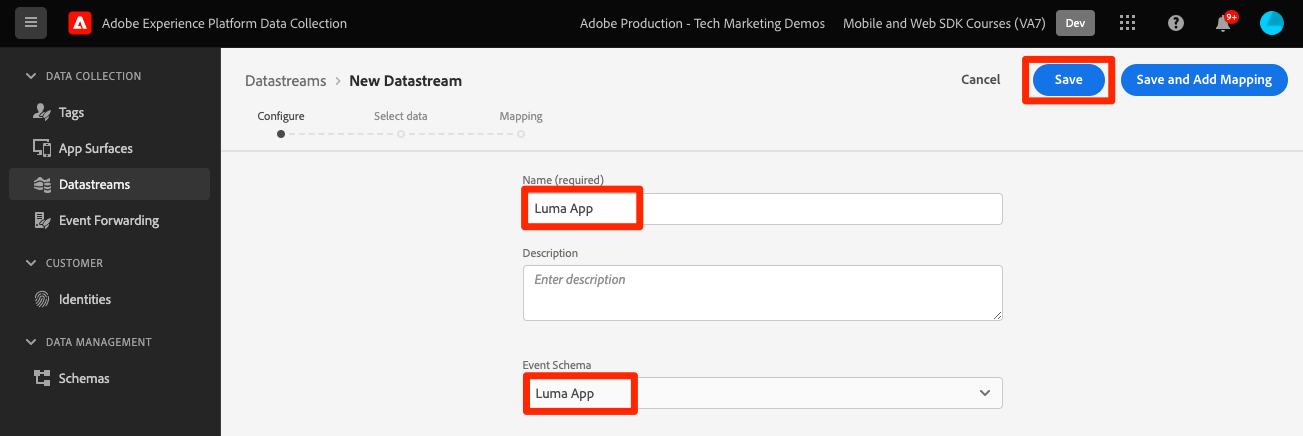 Adobe Experience Platform Data Collection
Adobe Production - Tech Marketing Demos
Mobile and Web SDK Courses (VA7)
Dev
9+
DATA COLLECTION
Tags
App Surfaces
Datastreams
Event Forwarding
CUSTOMER
Identities
DATA MANAGEMENT
Schemas
Datastreams > New Datastream
Cancel
Save
Save and Add Mapping
Configure
Select data
Mapping
Name (required)
Luma App
Description
Enter description
Event Schema
Luma App